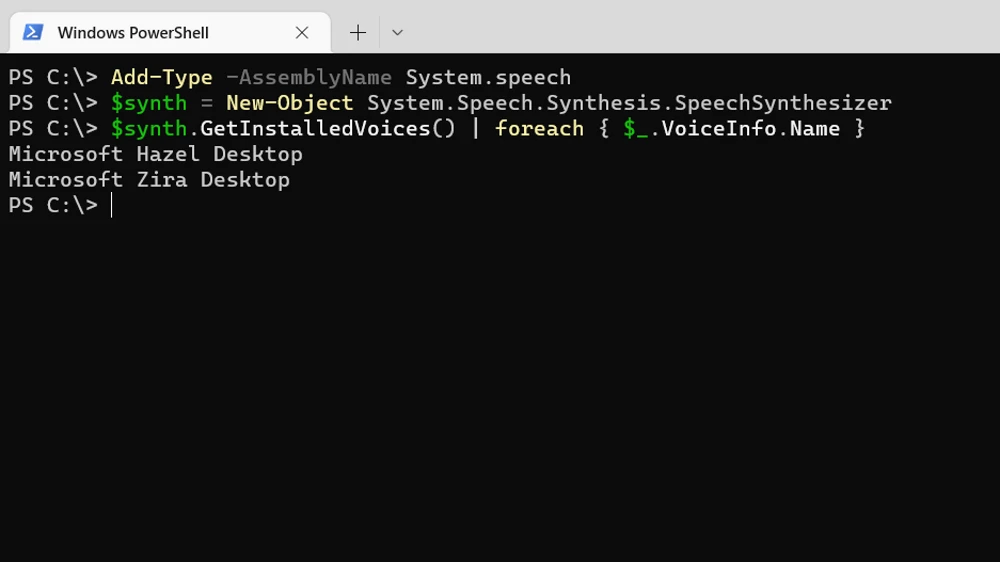 Windows PowerShell
PS C:\> Add-Type -AssemblyName System.speech
PS C:\> $synth = New-Object System.Speech.Synthesis.SpeechSynthesizer
PS C:\> $synth.GetInstalledVoices() | foreach { $_.VoiceInfo.Name }
Microsoft Hazel Desktop
Microsoft Zira Desktop
PS C:\>